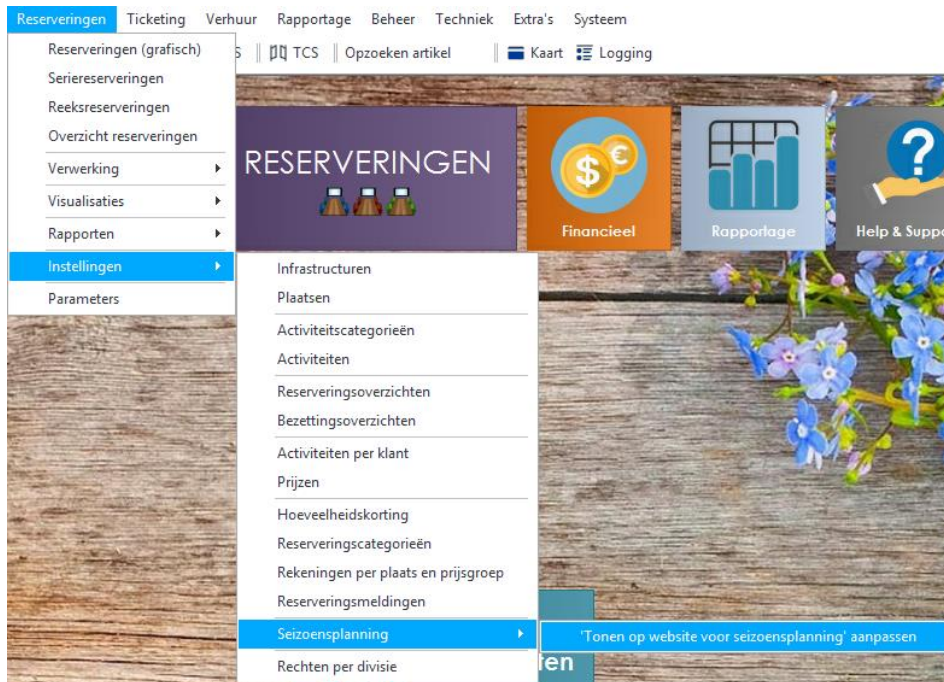 Reserveringen Ticketing Verhuur Rapportage Beheer Techniek Extra's Systeem
Reserveringen (grafisch)
TCS Opzoeken artikel Kaart Logging
Seriereserveringen
Reeksreserveringen
Overzicht reserveringen
Verwerking
Visualisaties
Rapporten
Instellingen
Parameters
RESERVERINGEN
Financieel
Rapportage
Help & Suppo
Infrastructuren
Plaatsen
Activiteitscategorieën
Activiteiten
Reserveringsoverzichten
Bezettingsoverzichten
Activiteiten per klant
Prijzen
Hoeveelheidskorting
Reserveringscategorieën
Rekeningen per plaats en prijsgroep
Reserveringsmeldingen
Seizoensplanning
'Tonen op website voor seizoensplanning' aanpassen
Rechten per divisie
ten